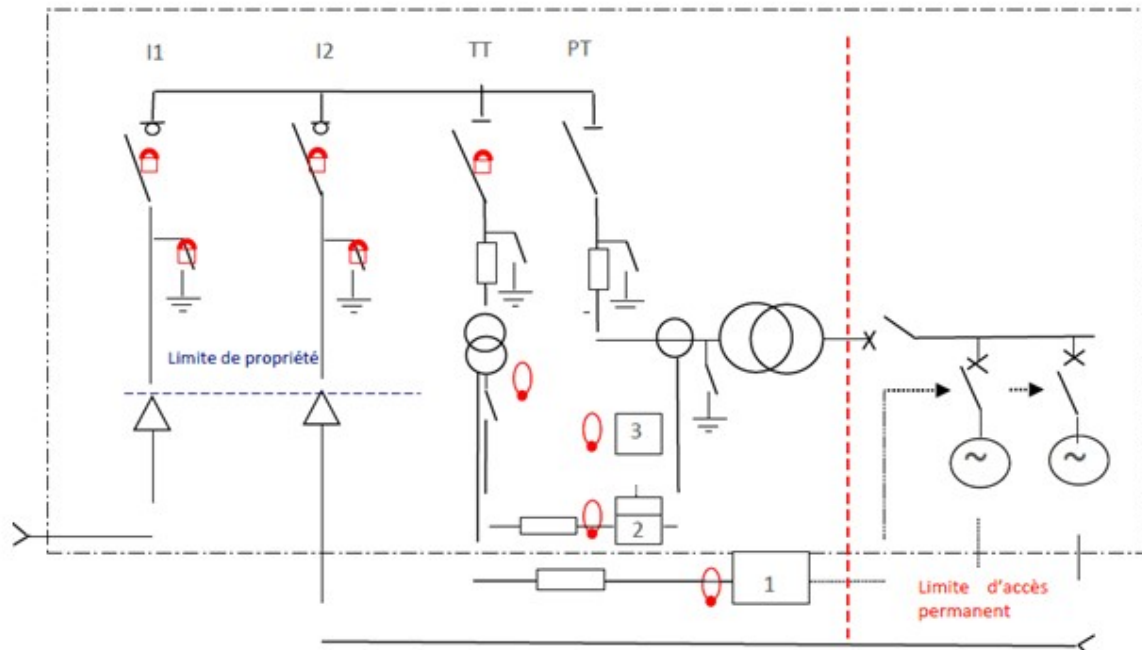 I1 I2 TT PT
Limite de propriété
3
2
1
~ ~
Limite d'accès
permanent